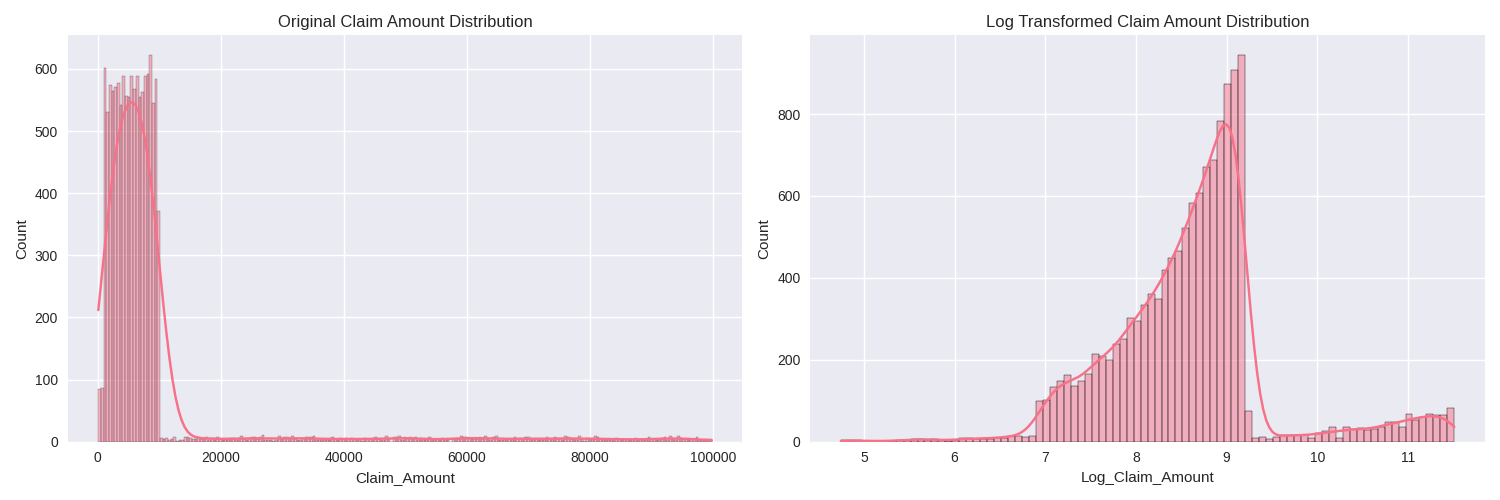 Original Claim Amount Distribution
600
500
400
300
200
100
0
Count
0 20000 40000 60000 80000 100000
Claim_Amount
Log Transformed Claim Amount Distribution
800
600
400
200
0
Count
5 6 7 8 9 10 11
Log_Claim_Amount